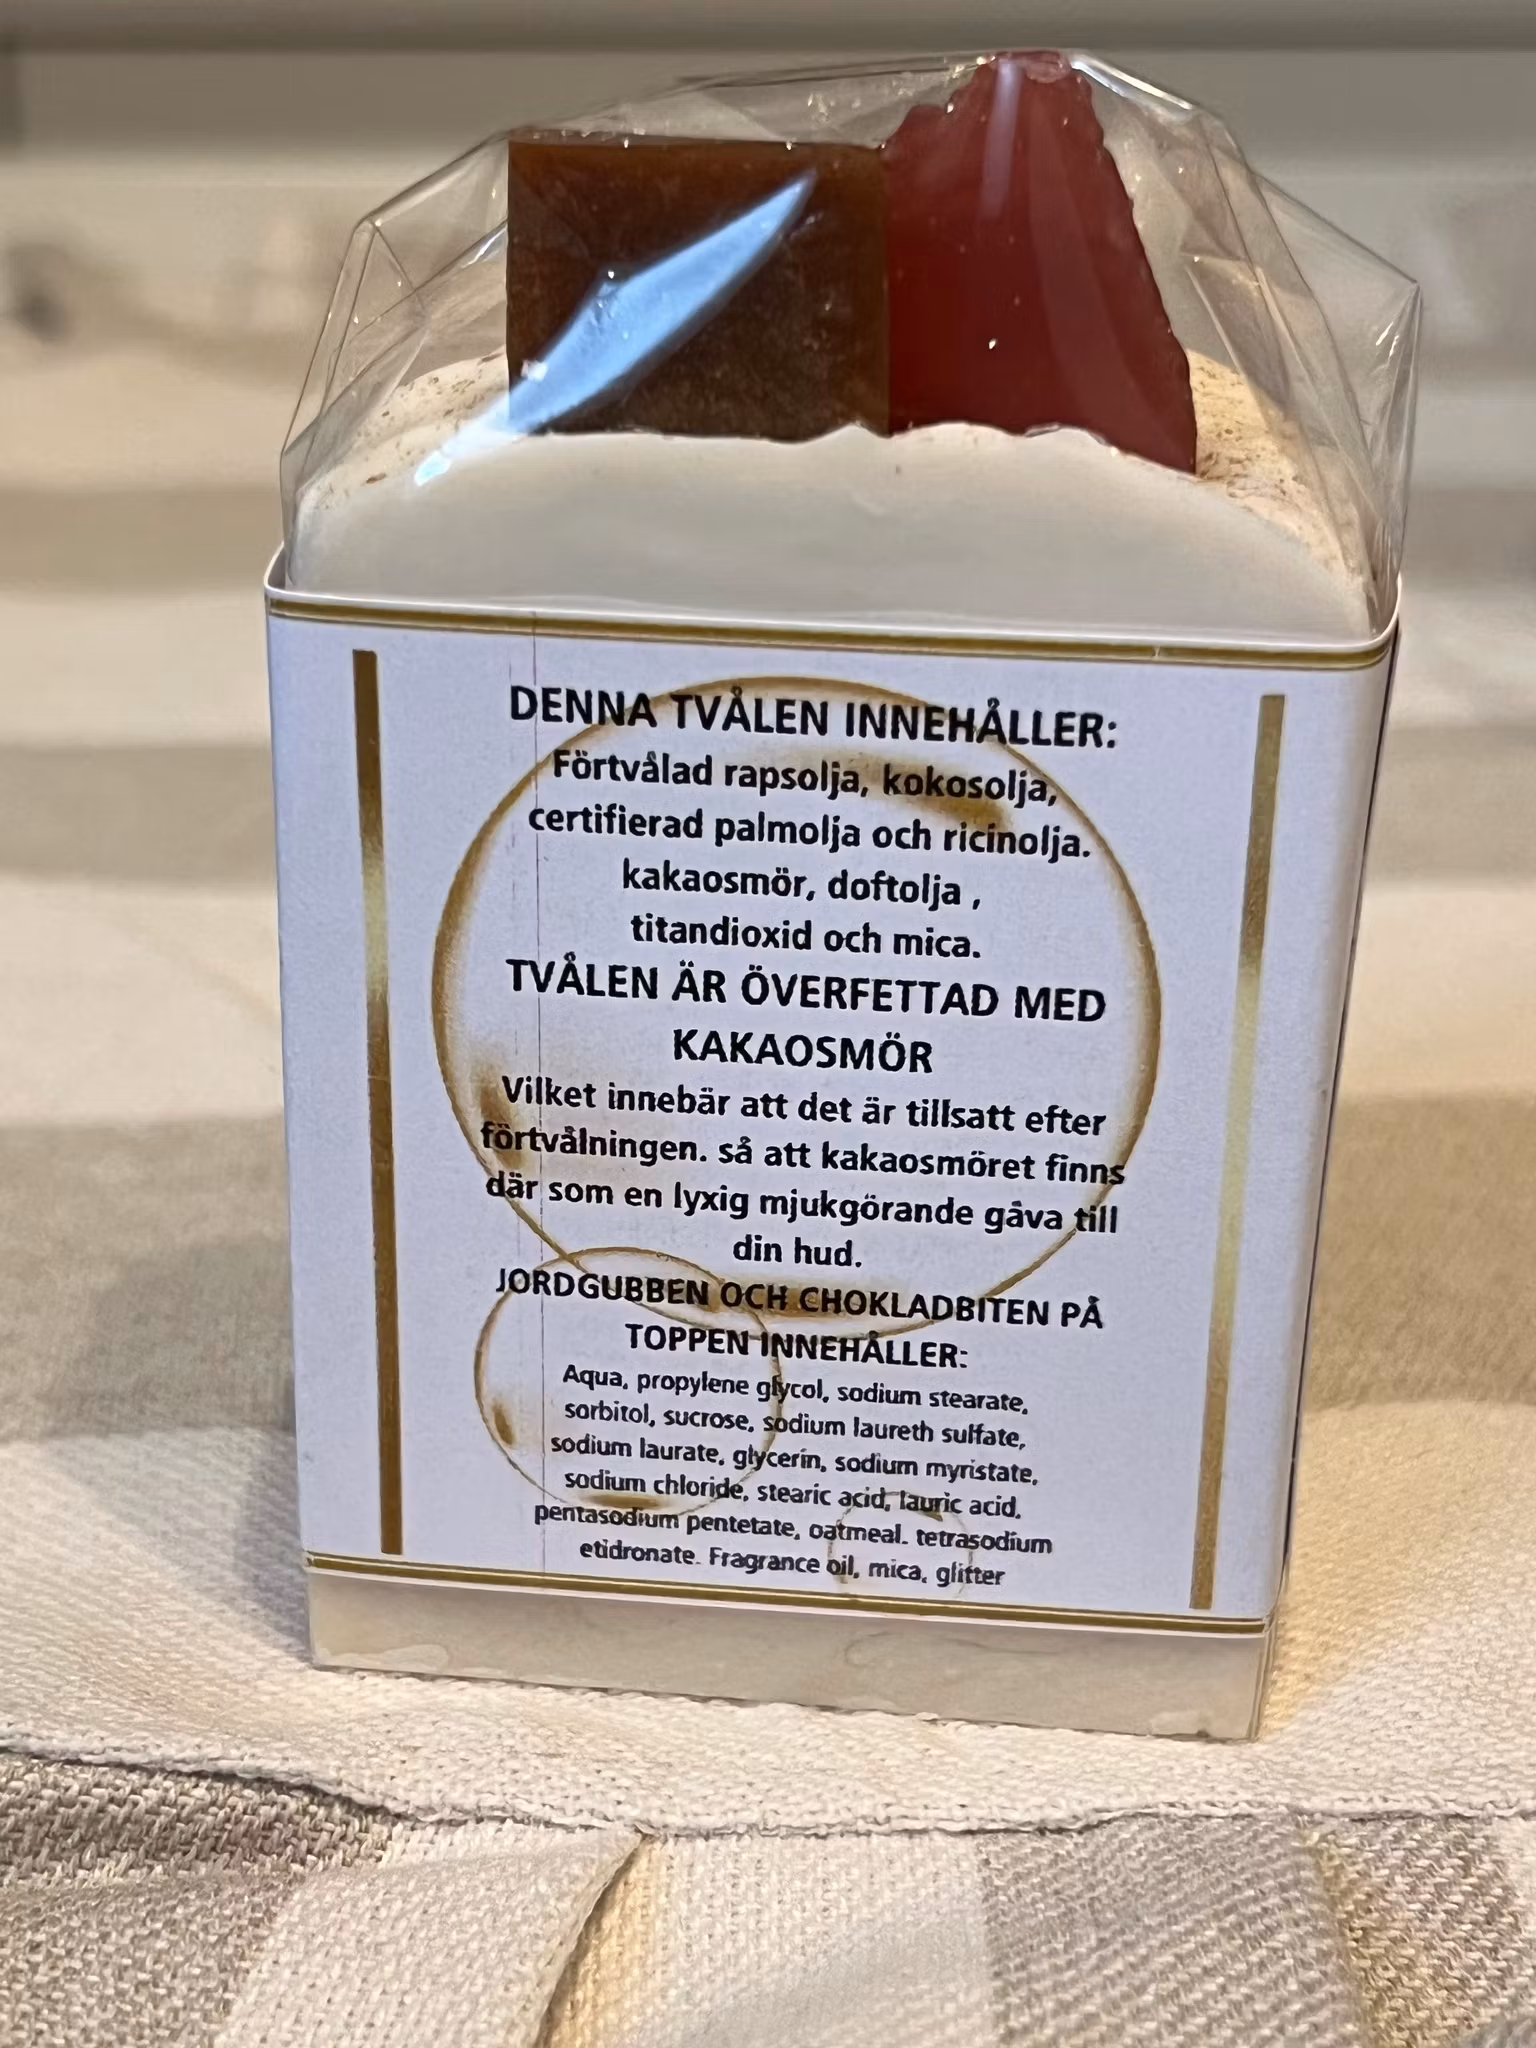 DENNA TVÅLEN INNEHÅLLER:
Förtvålad rapsolja, kokosolja,
certifierad palmolja och ricinolja.
kakaosmör, doftolja ,
titandioxid och mica.
TVÅLEN ÄR ÖVERFETTAD MED
KAKAOSMÖR
Vilket innebär att det är tillsatt efter
förtvålningen. så att kakaosmöret finns
där som en lyxig mjukgörande gåva till
din hud.
JORDGUBBEN OCH CHOKLADBITEN PÅ
TOPPEN INNEHÅLLER:
Aqua, propylene glycol, sodium stearate,
sorbitol, sucrose, sodium laureth sulfate,
sodium laurate, glycerin, sodium myristate,
sodium chloride, stearic acid, lauric acid,
pentasodium pentetate, oatmeal. tetrasodium
etidronate. Fragrance oil, mica, glitter